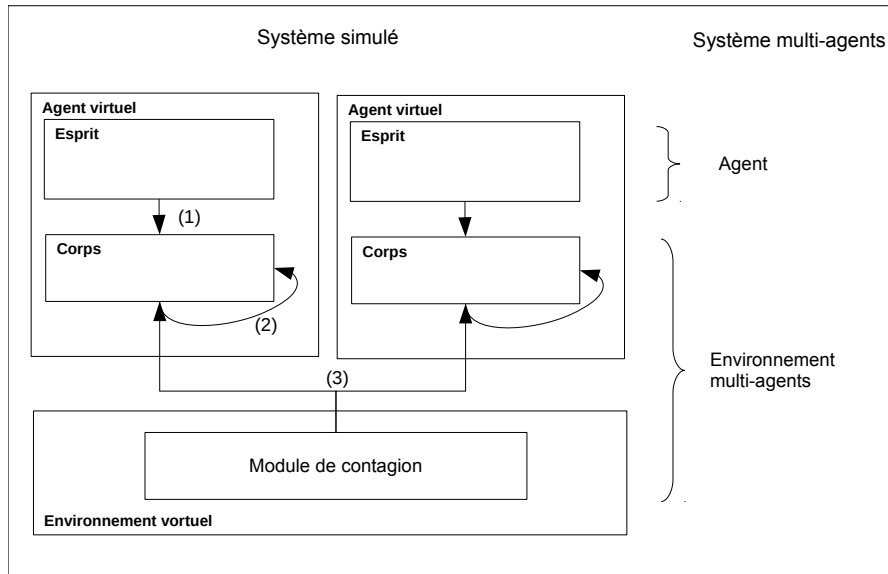 Système simulé
Système multi-agents
Agent virtuel
Agent virtuel
Esprit
Esprit
Agent
(1)
Corps
Corps
(2)
(3)
Environnement
multi-agents
Module de contagion
Environnement vortuel